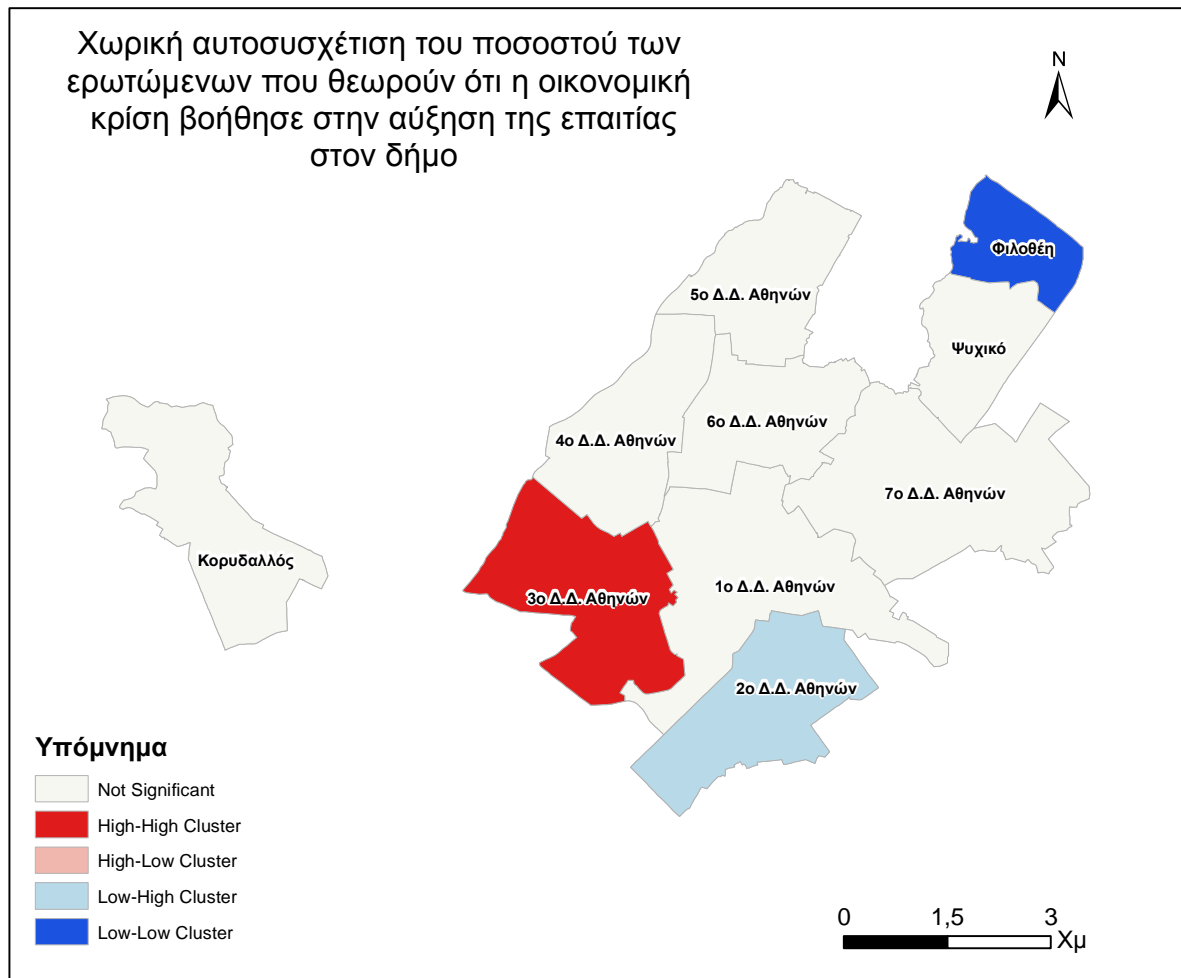 Χωρική αυτοσυσχέτιση του ποσοστού των
ερωτώμενων που θεωρούν ότι η οικονομική
κρίση βοήθησε στην αύξηση της επαιτίας
στον δήμο
N
Φιλοθέη
5ο Δ.Δ. Αθηνών
Ψυχικό
6ο Δ.Δ. Αθηνών
4ο Δ.Δ. Αθηνών
7ο Δ.Δ. Αθηνών
Κορυδαλλός
1ο Δ.Δ. Αθηνών
3ο Δ.Δ. Αθηνών
2ο Δ.Δ. Αθηνών
Υπόμνημα
Not Significant
High-High Cluster
High-Low Cluster
Low-High Cluster
Low-Low Cluster
0 1,5 3
Χμ